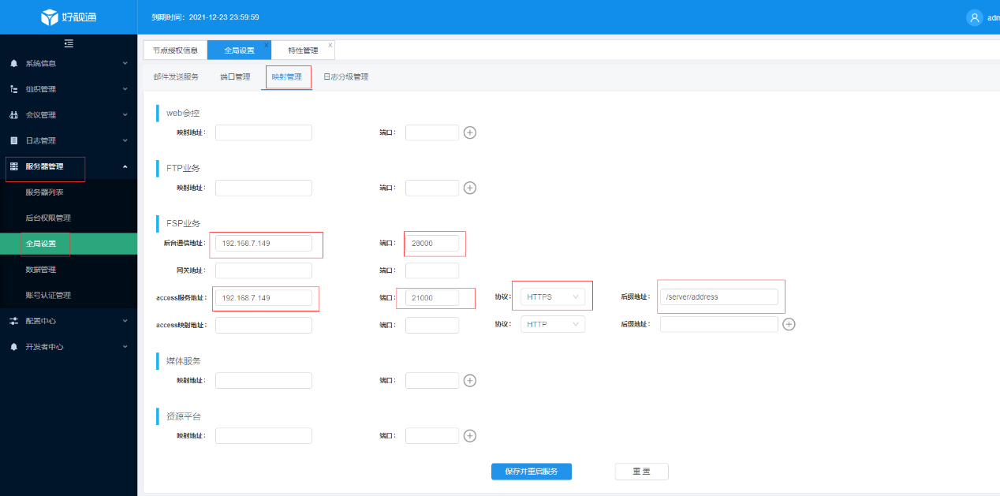 好视通
到期时间：2021-12-23 23:59:59
adm
系统信息
组织管理
会议管理
日志管理
服务器管理
服务器列表
后台权限管理
全局设置
数据管理
账号认证管理
配置中心
开发者中心
节点授权信息
全局设置 x
特性管理 x
邮件发送服务 端口管理 映射管理 日志分级管理
web会控
映射地址： 端口：
FTP业务
映射地址： 端口：
FSP业务
后台通信地址： 192.168.7.149 端口： 28000
网关地址： 端口：
access服务地址： 192.168.7.149 端口： 21000 协议： HTTPS 后缀地址： /server/address
access映射地址： 端口： 协议： HTTP 后缀地址：
媒体服务
映射地址： 端口：
资源平台
映射地址： 端口：
保存并重启服务 重 置